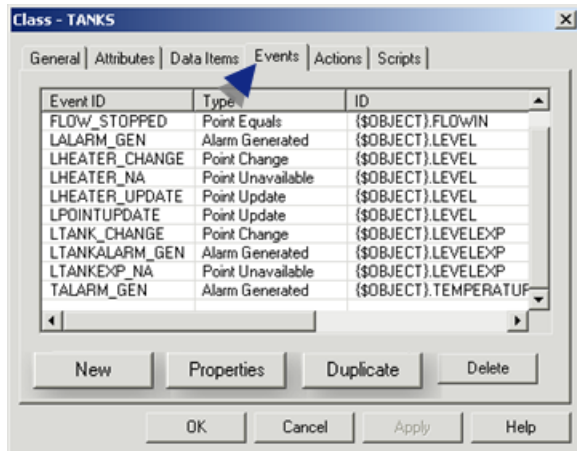 Class - TANKS
General Attributes Data Items Events Actions Scripts
Event ID Type ID
FLOW_STOPPED Point Equals {$OBJECT}.FLOWIN
LALARM_GEN Alarm Generated {$OBJECT}.LEVEL
LHEATER_CHANGE Point Change {$OBJECT}.LEVEL
LHEATER_NA Point Unavailable {$OBJECT}.LEVEL
LHEATER_UPDATE Point Update {$OBJECT}.LEVEL
LPOINTUPDATE Point Update {$OBJECT}.LEVEL
LTANK_CHANGE Point Change {$OBJECT}.LEVELEXP
LTANKALARM_GEN Alarm Generated {$OBJECT}.LEVELEXP
LTANKEXP_NA Point Unavailable {$OBJECT}.LEVELEXP
TALARM_GEN Alarm Generated {$OBJECT}.TEMPERATUF
New Properties Duplicate Delete
OK Cancel Apply Help